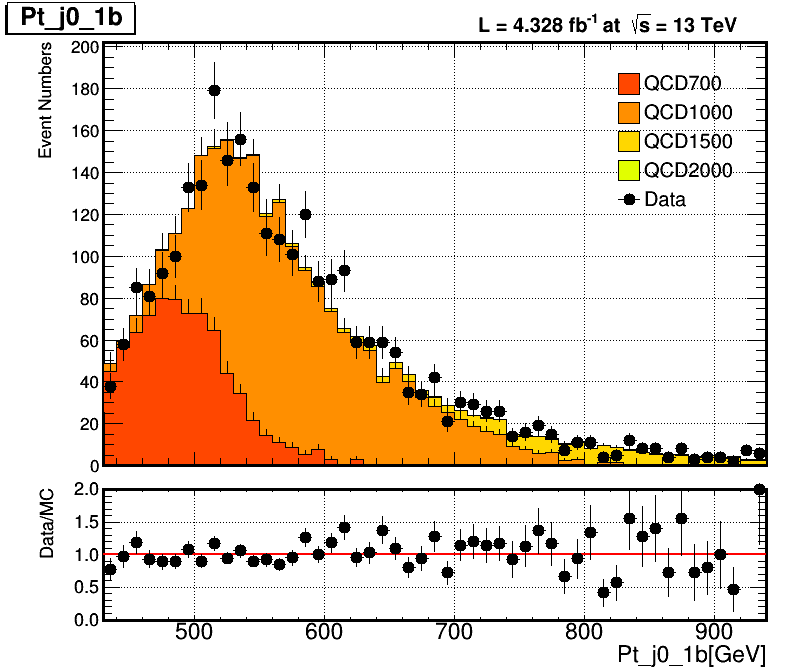 Pt_j0_1b
L = 4.328 fb⁻¹ at √s = 13 TeV
Event Numbers
200
180
160
140
120
100
80
60
40
20
0
QCD700
QCD1000
QCD1500
QCD2000
Data
Data/MC
2.0
1.5
1.0
0.5
0.0
500 600 700 800 900
Pt_j0_1b[GeV]